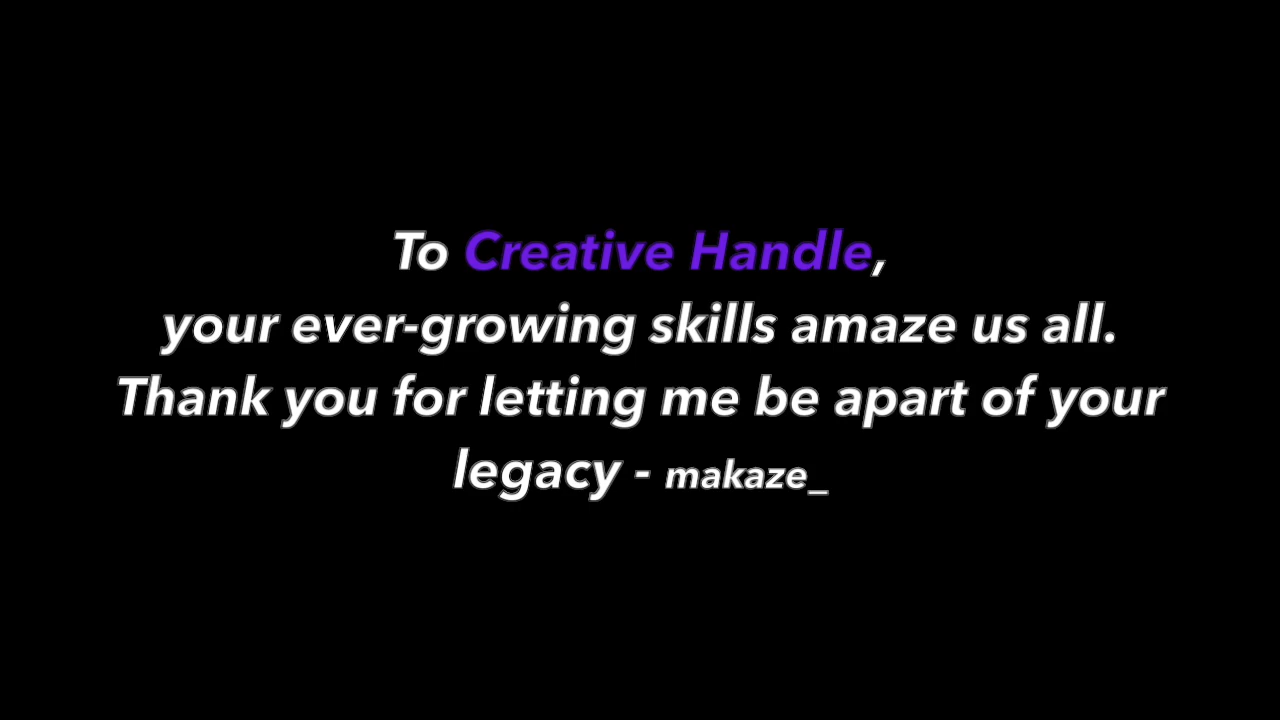 To Creative Handle,
your ever-growing skills amaze us all.
Thank you for letting me be apart of your
legacy - makaze_